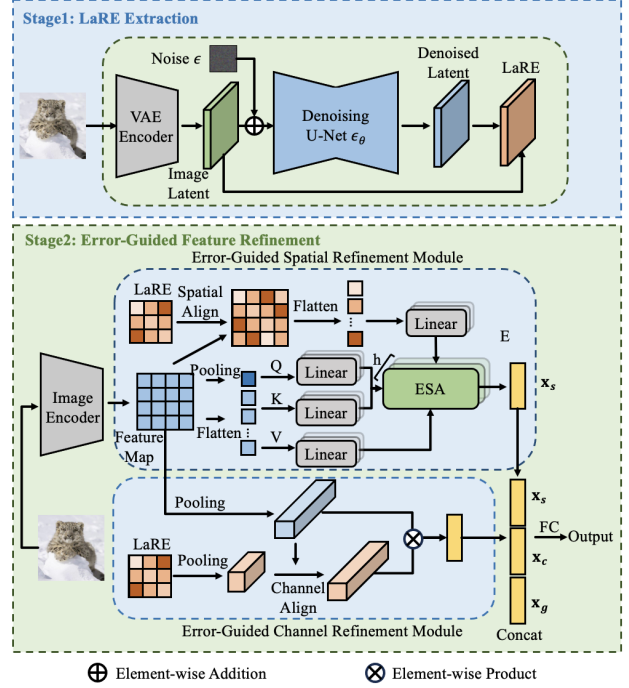 Stage1: LaRE Extraction
Noise ϵ
Denoised
Latent
LaRE
VAE
Encoder
Denoising
U-Net ϵθ
Image
Latent
Stage2: Error-Guided Feature Refinement
Error-Guided Spatial Refinement Module
LaRE
Spatial
Align
Flatten
Linear
E
Image
Encoder
Pooling
Q
Linear
h
ESA
xs
K
Linear
Feature
Map
Flatten
V
Linear
Pooling
xs
FC
Output
LaRE
Pooling
Channel
Align
xc
xg
Error-Guided Channel Refinement Module
Concat
Element-wise Addition
Element-wise Product